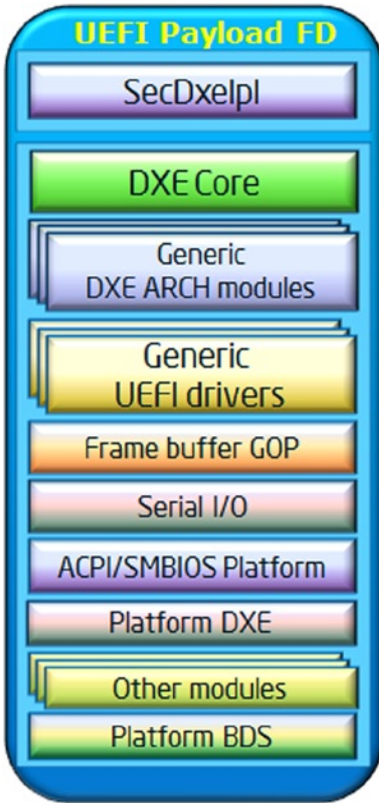 UEFI Payload FD
SecDxeIpl
DXE Core
Generic
DXE ARCH modules
Generic
UEFI drivers
Frame buffer GOP
Serial I/O
ACPI/SMBIOS Platform
Platform DXE
Other modules
Platform BDS